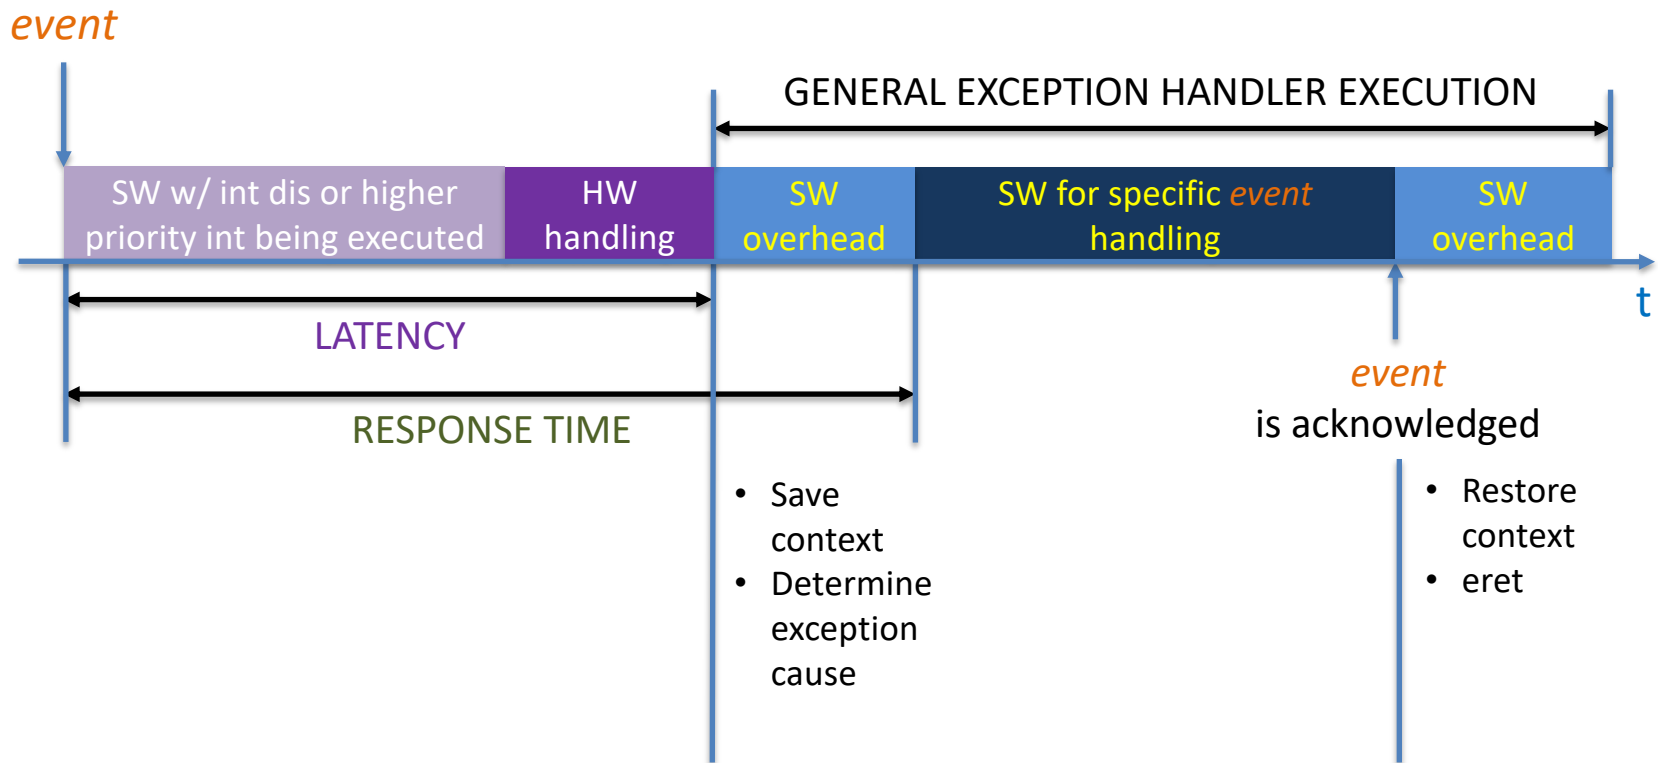 event
GENERAL EXCEPTION HANDLER EXECUTION
SW w/ int dis or higher
priority int being executed
HW
handling
SW
overhead
SW for specific event
handling
SW
overhead
t
LATENCY
RESPONSE TIME
event
is acknowledged
• Save
context
• Determine
exception
cause
• Restore
context
• eret